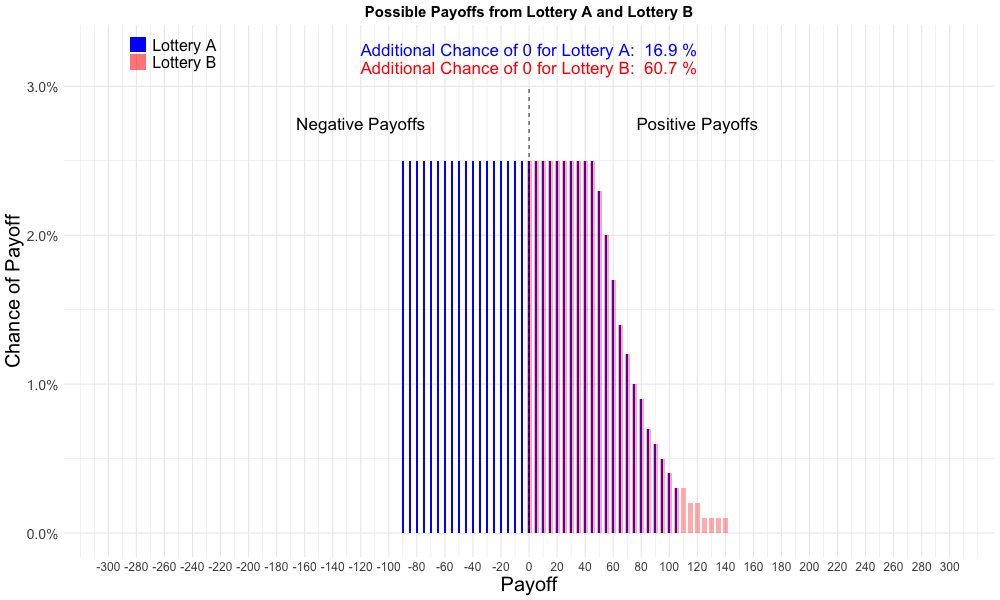 Possible Payoffs from Lottery A and Lottery B
Lottery A
Lottery B
Additional Chance of 0 for Lottery A: 16.9 %
Additional Chance of 0 for Lottery B: 60.7 %
Negative Payoffs
Positive Payoffs
Chance of Payoff
3.0%
2.0%
1.0%
0.0%
-300 -280 -260 -240 -220 -200 -180 -160 -140 -120 -100 -80 -60 -40 -20 0 20 40 60 80 100 120 140 160 180 200 220 240 260 280 300
Payoff